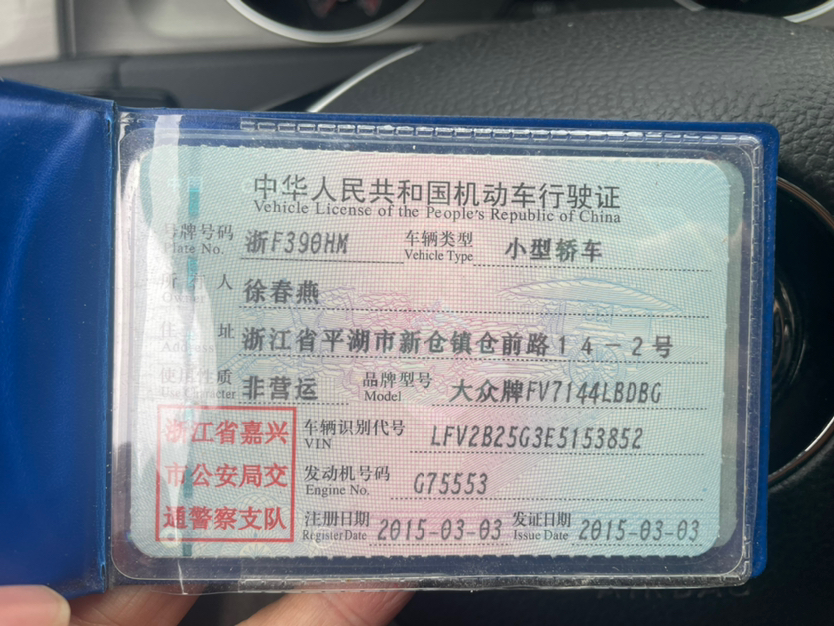 中华人民共和国机动车行驶证
Vehicle License of the People's Republic of China
号牌号码 浙F390HM 车辆类型 小型轿车
Plate No. Vehicle Type
所有人 徐春燕
Owner
住址 浙江省平湖市新仓镇仓前路14-2号
Address
使用性质 非营运 品牌型号 大众牌FV7144LBDBG
Use Character Model
浙江省嘉兴
市公安局交
通警察支队
车辆识别代号 LFV2B25G3E5153852
VIN
发动机号码 G75553
Engine No.
注册日期 2015-03-03 发证日期 2015-03-03
Register Date Issue Date